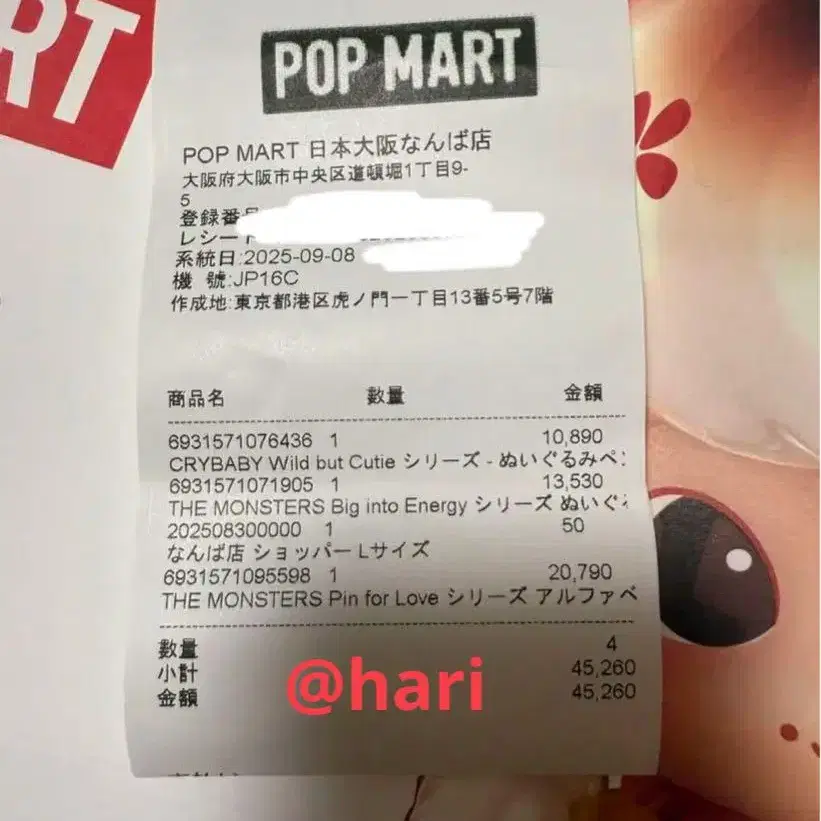 ART
POP MART
POP MART 日本大阪なんば店
大阪府大阪市中央区道頓堀1丁目9-
5
登録番号
レシート
系統日:2025-09-08
機 號:JP16C
作成地:東京都港区虎ノ門一丁目13番5号7階
商品名 數量 金額
6931571076436 1 10,890
CRYBABY Wild but Cutie シリーズ - ぬいぐるみペン
6931571071905 1 13,530
THE MONSTERS Big into Energy シリーズ ぬいぐ
202508300000 1 50
なんば店 ショッパー Lサイズ
6931571095598 1 20,790
THE MONSTERS Pin for Love シリーズ アルファベ
数量 4
小計 45,260
金額 45,260
@hari